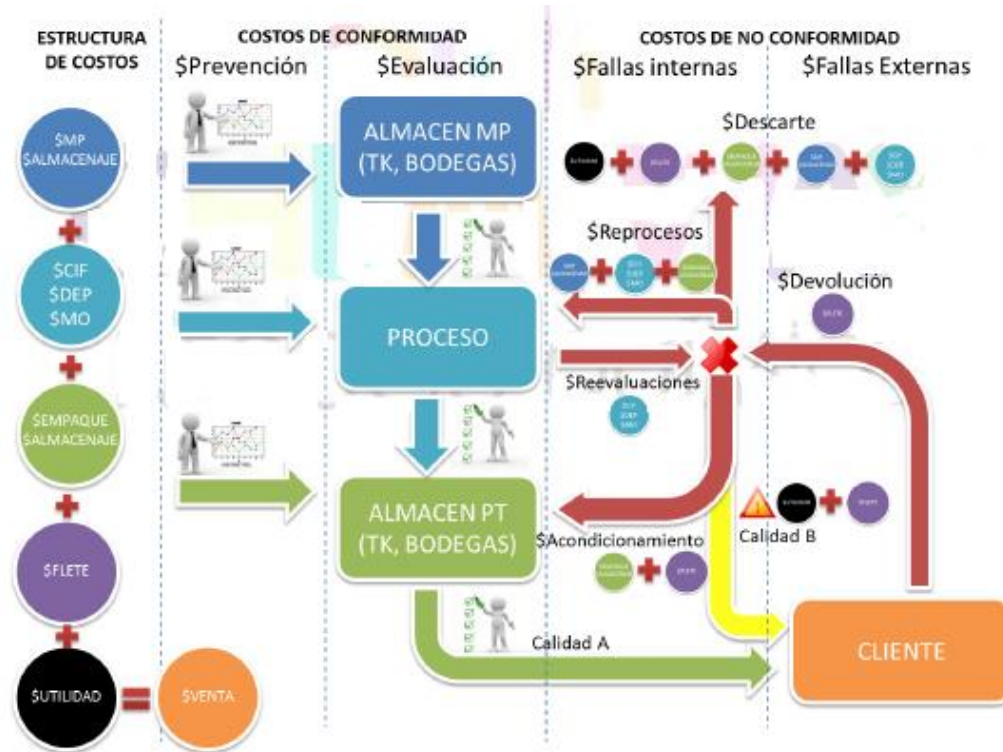 ESTRUCTURA
DE COSTOS
COSTOS DE CONFORMIDAD
COSTOS DE NO CONFORMIDAD
$Prevención
$Evaluación
$Fallas internas
$Fallas Externas
$MP
$ALMACENAJE
$CIF
$DEP
$MO
$EMPAQUE
$ALMACENAJE
$FLETE
$UTILIDAD
$VENTA
ALMACEN MP
(TK, BODEGAS)
PROCESO
ALMACEN PT
(TK, BODEGAS)
Calidad A
$Descarte
$Reprocesos
$Devolución
$Reevaluaciones
$Acondicionamiento
Calidad B
CLIENTE